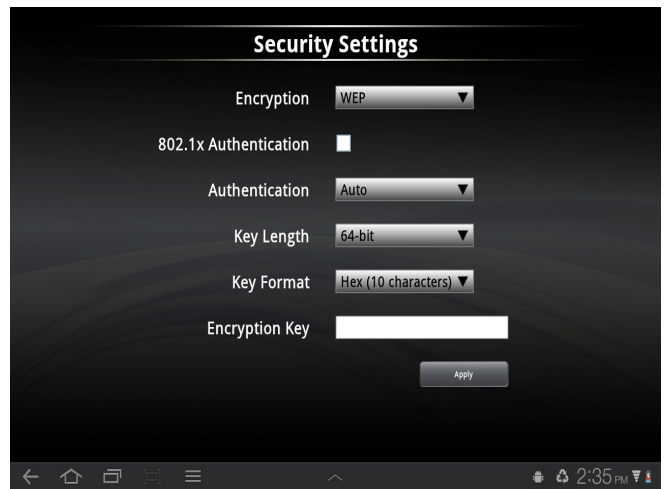 Security Settings
Encryption WEP
802.1x Authentication
Authentication Auto
Key Length 64-bit
Key Format Hex (10 characters)
Encryption Key
Apply
2:35 PM